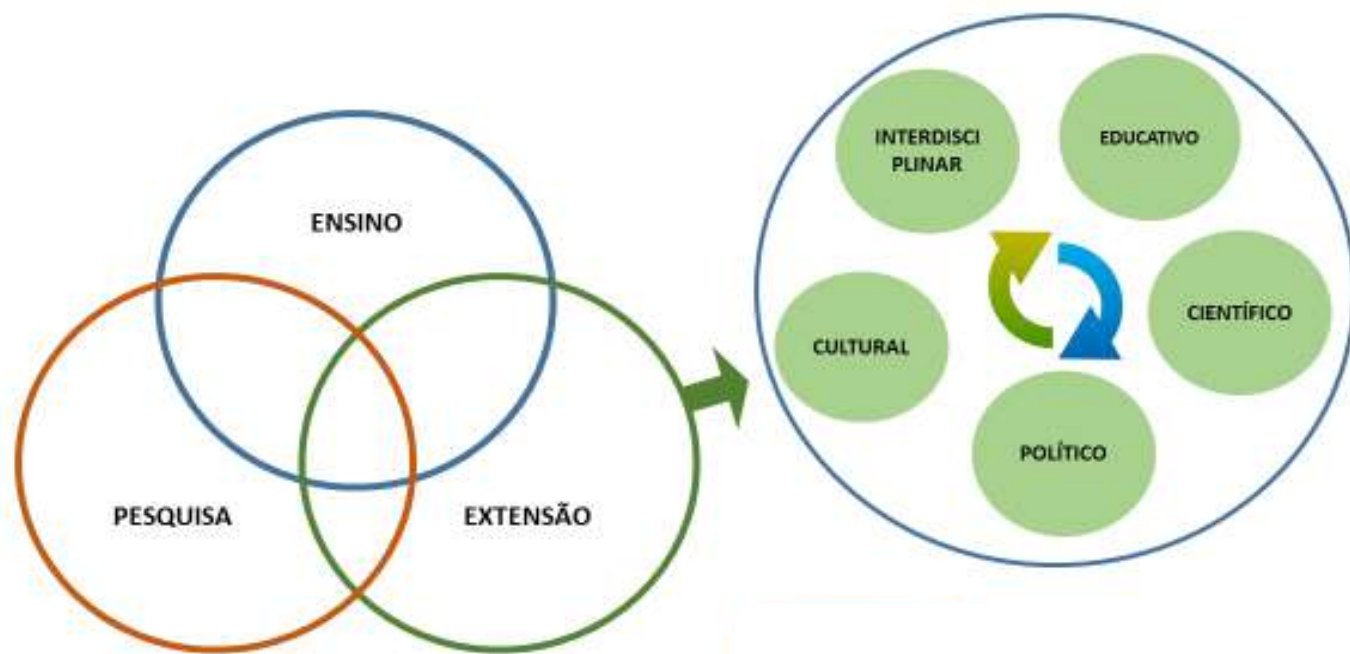 ENSINO
PESQUISA
EXTENSÃO
INTERDISCI
PLINAR
EDUCATIVO
CIENTÍFICO
CULTURAL
POLÍTICO